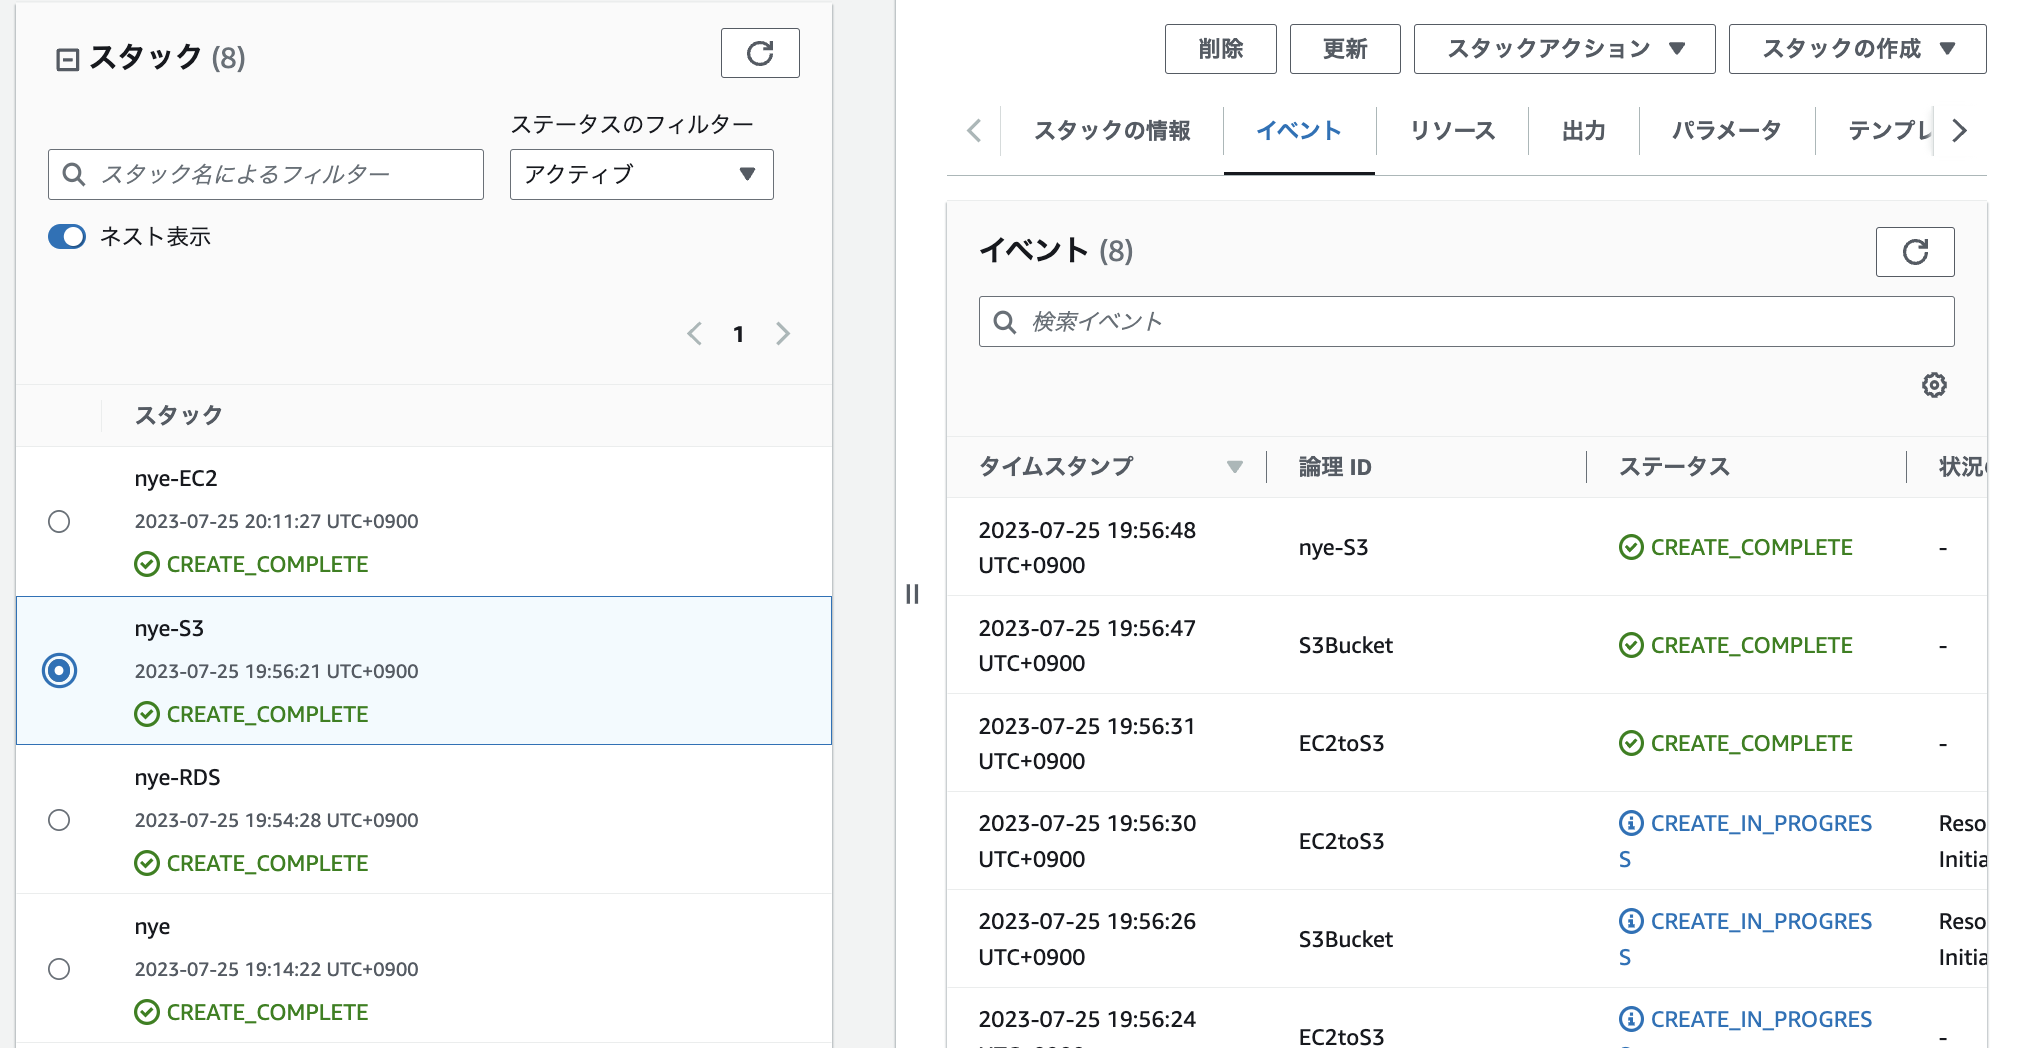 スタック (8)
ステータスのフィルター
スタック名によるフィルター
アクティブ
ネスト表示
1
スタック
nye-EC2
2023-07-25 20:11:27 UTC+0900
CREATE_COMPLETE
nye-S3
2023-07-25 19:56:21 UTC+0900
CREATE_COMPLETE
nye-RDS
2023-07-25 19:54:28 UTC+0900
CREATE_COMPLETE
nye
2023-07-25 19:14:22 UTC+0900
CREATE_COMPLETE
削除 更新 スタックアクション スタックの作成
スタックの情報 イベント リソース 出力 パラメータ テンプレ
イベント (8)
検索イベント
タイムスタンプ 論理 ID ステータス 状況
2023-07-25 19:56:48
UTC+0900
nye-S3
CREATE_COMPLETE
-
2023-07-25 19:56:47
UTC+0900
S3Bucket
CREATE_COMPLETE
-
2023-07-25 19:56:31
UTC+0900
EC2toS3
CREATE_COMPLETE
-
2023-07-25 19:56:30
UTC+0900
EC2toS3
CREATE_IN_PROGRES
S
Reso
Initia
2023-07-25 19:56:26
UTC+0900
S3Bucket
CREATE_IN_PROGRES
S
Reso
Initia
2023-07-25 19:56:24
EC2toS3
CREATE_IN_PROGRES
-